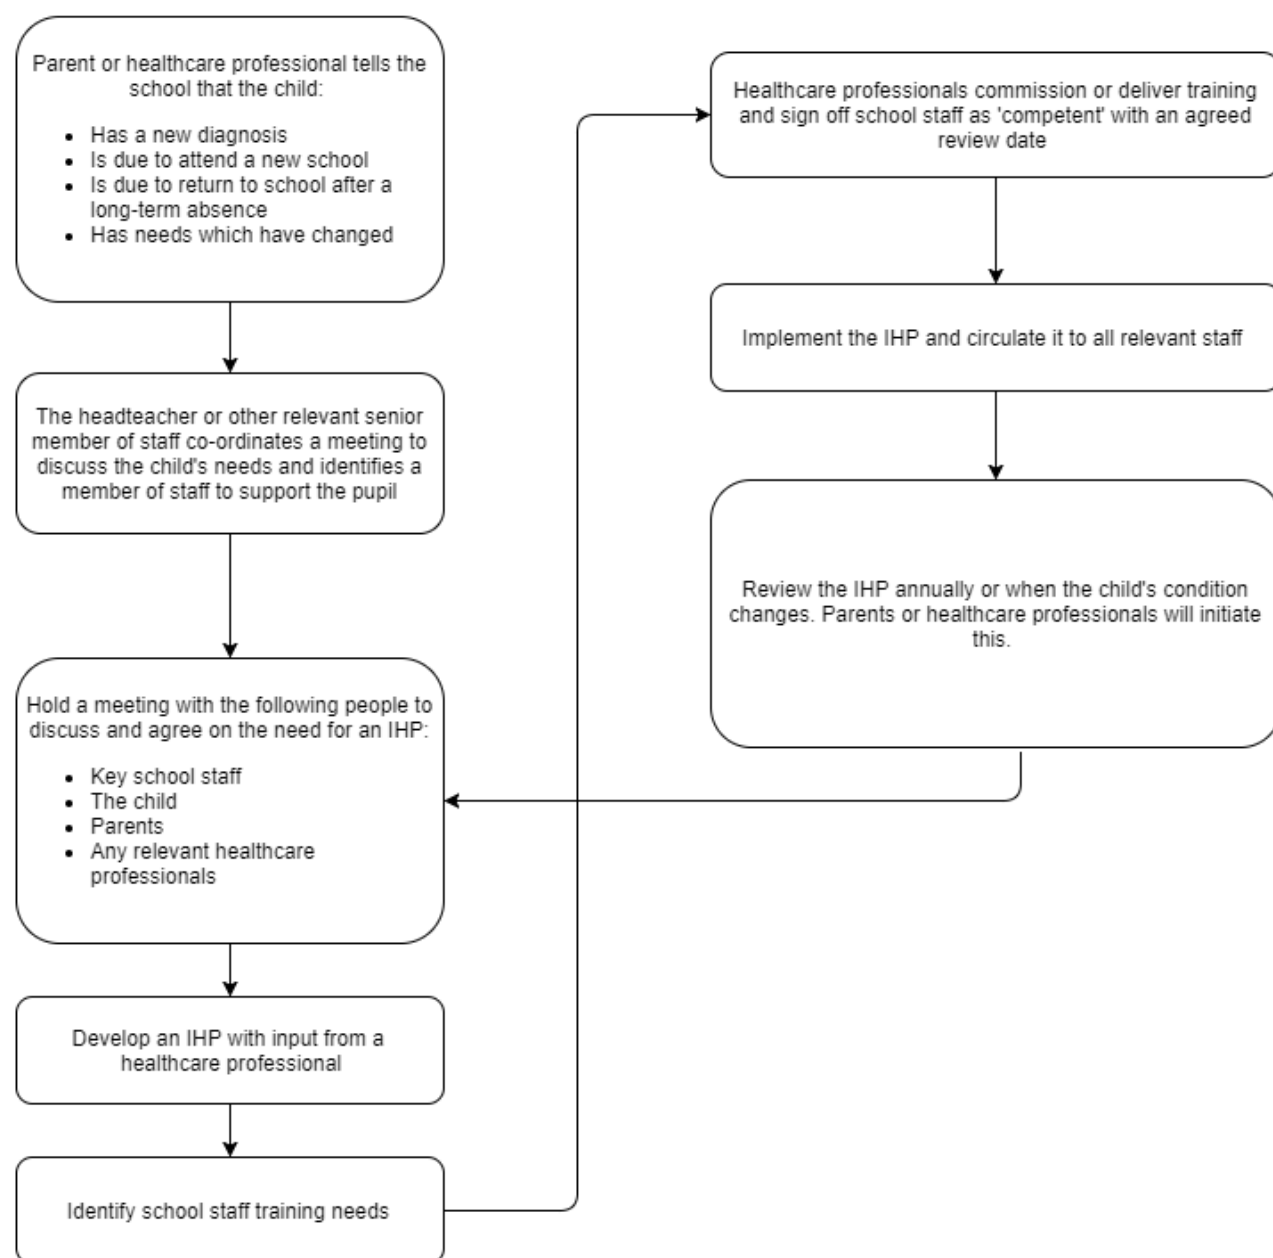 Parent or healthcare professional tells the
school that the child:
• Has a new diagnosis
• Is due to attend a new school
• Is due to return to school after a
long-term absence
• Has needs which have changed
The headteacher or other relevant senior
member of staff co-ordinates a meeting to
discuss the child's needs and identifies a
member of staff to support the pupil
Hold a meeting with the following people to
discuss and agree on the need for an IHP:
• Key school staff
• The child
• Parents
• Any relevant healthcare
professionals
Develop an IHP with input from a
healthcare professional
Identify school staff training needs
Healthcare professionals commission or deliver training
and sign off school staff as 'competent' with an agreed
review date
Implement the IHP and circulate it to all relevant staff
Review the IHP annually or when the child's condition
changes. Parents or healthcare professionals will initiate
this.